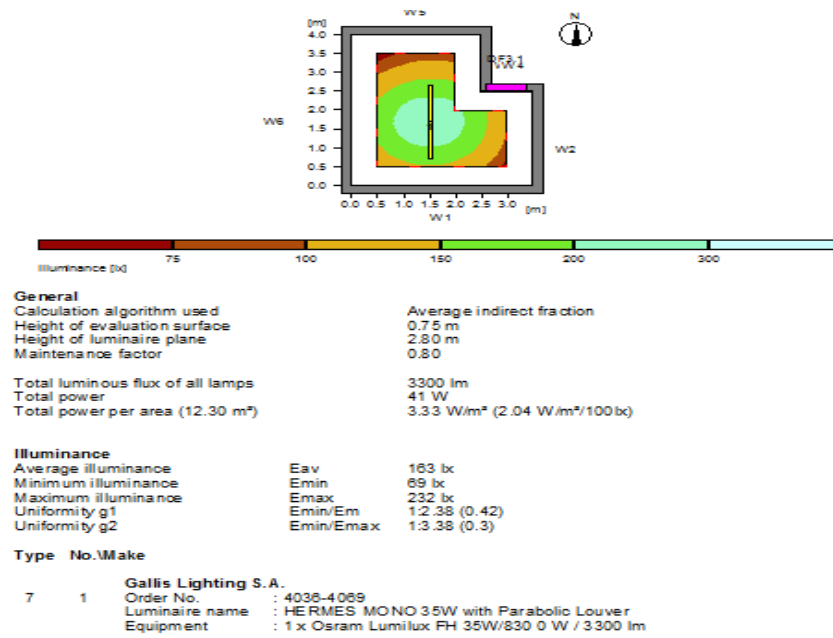 W5
[m]
N
4.0
3.5
3.0
2.5
2.0
1.5
1.0
0.5
0.0
W4
W6
W2
0.0 0.5 1.0 1.5 2.0 2.5 3.0 [m]
W1
75 100 150 200 300
Illuminance [lx]
General
Calculation algorithm used Average indirect fraction
Height of evaluation surface 0.75 m
Height of luminaire plane 2.80 m
Maintenance factor 0.80
Total luminous flux of all lamps 3300 lm
Total power 41 W
Total power per area (12.30 m²) 3.33 W/m² (2.04 W/m²/100lx)
Illuminance
Average illuminance Eav 163 lx
Minimum illuminance Emin 69 lx
Maximum illuminance Emax 232 lx
Uniformity g1 Emin/Em 1:2.38 (0.42)
Uniformity g2 Emin/Emax 1:3.38 (0.3)
Type No.\Make
Gallis Lighting S.A.
7 1 Order No. : 4036-4069
Luminaire name : HERMES MONO 35W with Parabolic Louver
Equipment : 1 x Osram Lumilux FH 35W/830 0 W / 3300 lm